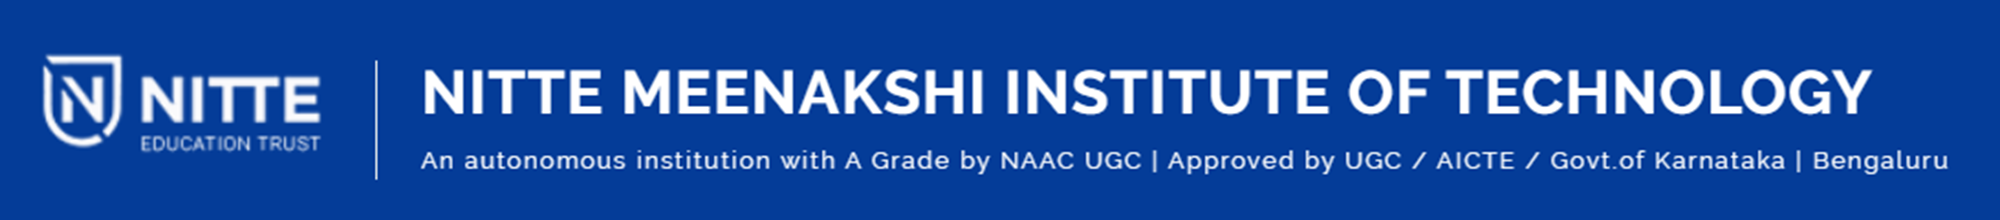 NITTE
EDUCATION TRUST
NITTE MEENAKSHI INSTITUTE OF TECHNOLOGY
An autonomous institution with A Grade by NAAC UGC | Approved by UGC / AICTE / Govt.of Karnataka | Bengaluru